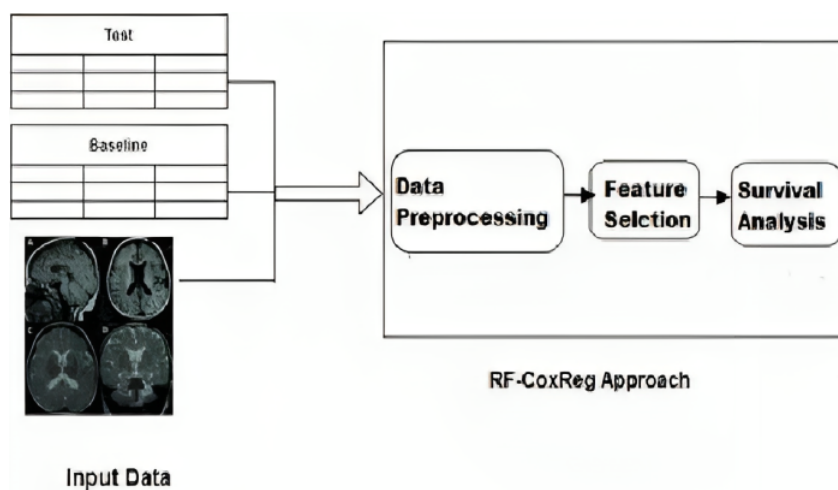 Test
Baseline
A
B
C
D
Input Data
Data
Preprocessing
Feature
Selction
Survival
Analysis
RF-CoxReg Approach